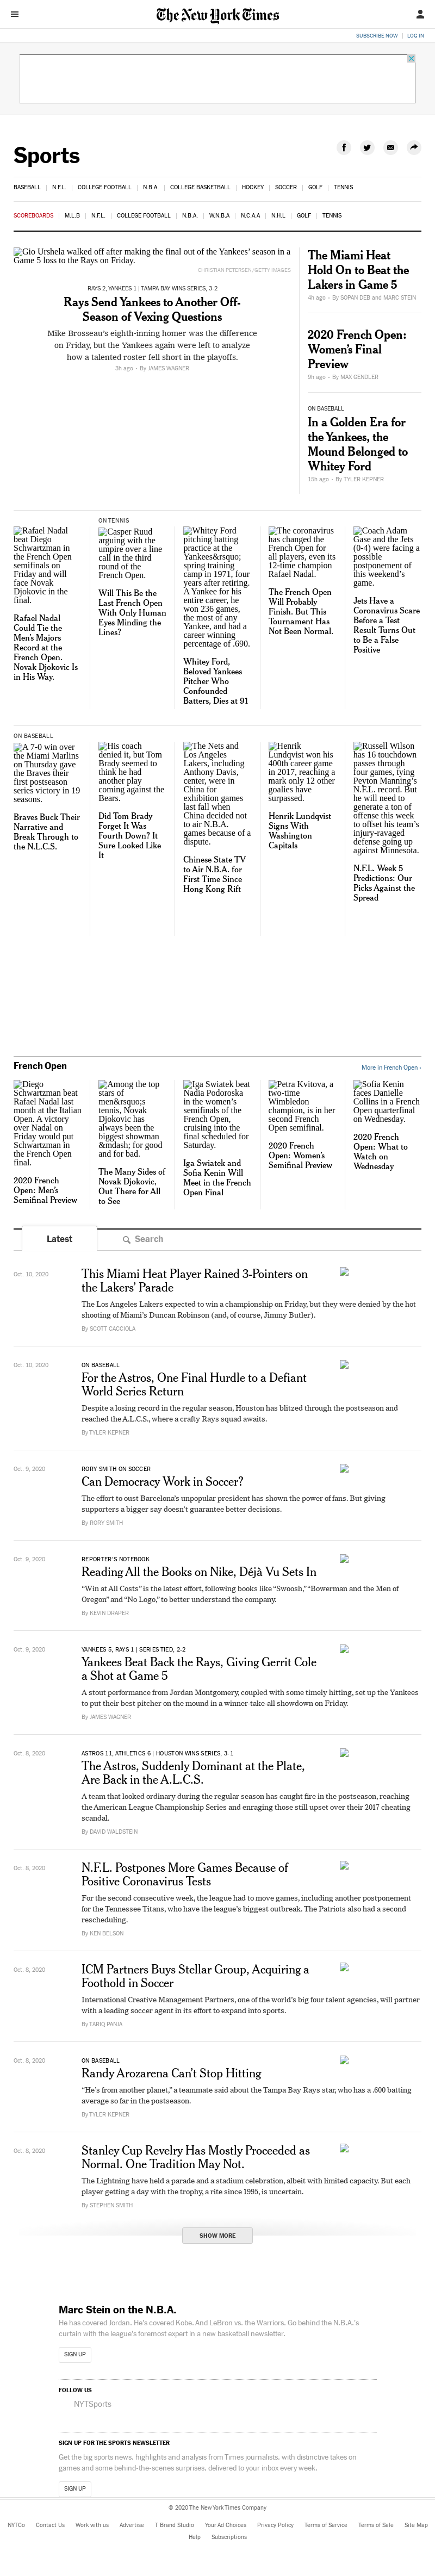 The New York Times
SUBSCRIBE NOW | LOG IN
Sports
BASEBALL | N.F.L. | COLLEGE FOOTBALL | N.B.A. | COLLEGE BASKETBALL | HOCKEY | SOCCER | GOLF | TENNIS
SCOREBOARDS | M.L.B | N.F.L. | COLLEGE FOOTBALL | N.B.A. | W.N.B.A | N.C.A.A | N.H.L | GOLF | TENNIS
Gio Urshela walked off after making the final out of the Yankees’ season in a
Game 5 loss to the Rays on Friday.
CHRISTIAN PETERSEN/GETTY IMAGES
RAYS 2, YANKEES 1 | TAMPA BAY WINS SERIES, 3-2
Rays Send Yankees to Another Off-
Season of Vexing Questions
Mike Brosseau’s eighth-inning homer was the difference
on Friday, but the Yankees again were left to analyze
how a talented roster fell short in the playoffs.
3h ago • By JAMES WAGNER
The Miami Heat
Hold On to Beat the
Lakers in Game 5
4h ago • By SOPAN DEB and MARC STEIN
2020 French Open:
Women’s Final
Preview
9h ago • By MAX GENDLER
ON BASEBALL
In a Golden Era for
the Yankees, the
Mound Belonged to
Whitey Ford
15h ago • By TYLER KEPNER
Rafael Nadal
beat Diego
Schwartzman in
the French Open
semifinals on
Friday and will
face Novak
Djokovic in the
final.
Rafael Nadal
Could Tie the
Men’s Majors
Record at the
French Open.
Novak Djokovic Is
in His Way.
ON TENNIS
Casper Ruud
arguing with the
umpire over a line
call in the third
round of the
French Open.
Will This Be the
Last French Open
With Only Human
Eyes Minding the
Lines?
Whitey Ford
pitching batting
practice at the
Yankees&rsquo;
spring training
camp in 1971, four
years after retiring.
A Yankee for his
entire career, he
won 236 games,
the most of any
Yankee, and had a
career winning
percentage of .690.
Whitey Ford,
Beloved Yankees
Pitcher Who
Confounded
Batters, Dies at 91
The coronavirus
has changed the
French Open for
all players, even its
12-time champion
Rafael Nadal.
The French Open
Will Probably
Finish. But This
Tournament Has
Not Been Normal.
Coach Adam
Gase and the Jets
(0-4) were facing a
possible
postponement of
this weekend’s
game.
Jets Have a
Coronavirus Scare
Before a Test
Result Turns Out
to Be a False
Positive
ON BASEBALL
A 7-0 win over
the Miami Marlins
on Thursday gave
the Braves their
first postseason
series victory in 19
seasons.
Braves Buck Their
Narrative and
Break Through to
the N.L.C.S.
His coach
denied it, but Tom
Brady seemed to
think he had
another play
coming against the
Bears.
Did Tom Brady
Forget It Was
Fourth Down? It
Sure Looked Like
It
The Nets and
Los Angeles
Lakers, including
Anthony Davis,
center, were in
China for
exhibition games
last fall when
China decided not
to air N.B.A.
games because of a
dispute.
Chinese State TV
to Air N.B.A. for
First Time Since
Hong Kong Rift
Henrik
Lundqvist won his
400th career game
in 2017, reaching a
mark only 12 other
goalies have
surpassed.
Henrik Lundqvist
Signs With
Washington
Capitals
Russell Wilson
has 16 touchdown
passes through
four games, tying
Peyton Manning’s
N.F.L. record. But
he will need to
generate a ton of
offense this week
to offset his team’s
injury-ravaged
defense going up
against Minnesota.
N.F.L. Week 5
Predictions: Our
Picks Against the
Spread
French Open
More in French Open ›
Diego
Schwartzman beat
Rafael Nadal last
month at the Italian
Open. A victory
over Nadal on
Friday would put
Schwartzman in
the French Open
final.
2020 French
Open: Men’s
Semifinal Preview
Among the top
stars of
men&rsquo;s
tennis, Novak
Djokovic has
always been the
biggest showman
&mdash; for good
and for bad.
The Many Sides of
Novak Djokovic,
Out There for All
to See
Iga Swiatek beat
Nadia Podoroska
in the women’s
semifinals of the
French Open,
cruising into the
final scheduled for
Saturday.
Iga Swiatek and
Sofia Kenin Will
Meet in the French
Open Final
Petra Kvitova, a
two-time
Wimbledon
champion, is in her
second French
Open semifinal.
2020 French
Open: Women’s
Semifinal Preview
Sofia Kenin
faces Danielle
Collins in a French
Open quarterfinal
on Wednesday.
2020 French
Open: What to
Watch on
Wednesday
Latest
Search
Oct. 10, 2020
This Miami Heat Player Rained 3-Pointers on
the Lakers’ Parade
The Los Angeles Lakers expected to win a championship on Friday, but they were denied by the hot
shooting of Miami’s Duncan Robinson (and, of course, Jimmy Butler).
By SCOTT CACCIOLA
Oct. 10, 2020
ON BASEBALL
For the Astros, One Final Hurdle to a Defiant
World Series Return
Despite a losing record in the regular season, Houston has blitzed through the postseason and
reached the A.L.C.S., where a crafty Rays squad awaits.
By TYLER KEPNER
Oct. 9, 2020
RORY SMITH ON SOCCER
Can Democracy Work in Soccer?
The effort to oust Barcelona’s unpopular president has shown the power of fans. But giving
supporters a bigger say doesn’t guarantee better decisions.
By RORY SMITH
Oct. 9, 2020
REPORTER’S NOTEBOOK
Reading All the Books on Nike, Déjà Vu Sets In
“Win at All Costs” is the latest effort, following books like “Swoosh,” “Bowerman and the Men of
Oregon” and “No Logo,” to better understand the company.
By KEVIN DRAPER
Oct. 9, 2020
YANKEES 5, RAYS 1 | SERIES TIED, 2-2
Yankees Beat Back the Rays, Giving Gerrit Cole
a Shot at Game 5
A stout performance from Jordan Montgomery, coupled with some timely hitting, set up the Yankees
to put their best pitcher on the mound in a winner-take-all showdown on Friday.
By JAMES WAGNER
Oct. 8, 2020
ASTROS 11, ATHLETICS 6 | HOUSTON WINS SERIES, 3-1
The Astros, Suddenly Dominant at the Plate,
Are Back in the A.L.C.S.
A team that looked ordinary during the regular season has caught fire in the postseason, reaching
the American League Championship Series and enraging those still upset over their 2017 cheating
scandal.
By DAVID WALDSTEIN
Oct. 8, 2020
N.F.L. Postpones More Games Because of
Positive Coronavirus Tests
For the second consecutive week, the league had to move games, including another postponement
for the Tennessee Titans, who have the league’s biggest outbreak. The Patriots also had a second
rescheduling.
By KEN BELSON
Oct. 8, 2020
ICM Partners Buys Stellar Group, Acquiring a
Foothold in Soccer
International Creative Management Partners, one of the world’s big four talent agencies, will partner
with a leading soccer agent in its effort to expand into sports.
By TARIQ PANJA
Oct. 8, 2020
ON BASEBALL
Randy Arozarena Can’t Stop Hitting
“He’s from another planet,” a teammate said about the Tampa Bay Rays star, who has a .600 batting
average so far in the postseason.
By TYLER KEPNER
Oct. 8, 2020
Stanley Cup Revelry Has Mostly Proceeded as
Normal. One Tradition May Not.
The Lightning have held a parade and a stadium celebration, albeit with limited capacity. But each
player getting a day with the trophy, a rite since 1995, is uncertain.
By STEPHEN SMITH
SHOW MORE
Marc Stein on the N.B.A.
He has covered Jordan. He’s covered Kobe. And LeBron vs. the Warriors. Go behind the N.B.A.’s
curtain with the league’s foremost expert in a new basketball newsletter.
SIGN UP
FOLLOW US
NYTSports
SIGN UP FOR THE SPORTS NEWSLETTER
Get the big sports news, highlights and analysis from Times journalists, with distinctive takes on
games and some behind-the-scenes surprises, delivered to your inbox every week.
SIGN UP
© 2020 The New York Times Company
NYTCo Contact Us Work with us Advertise T Brand Studio Your Ad Choices Privacy Policy Terms of Service Terms of Sale Site Map
Help Subscriptions